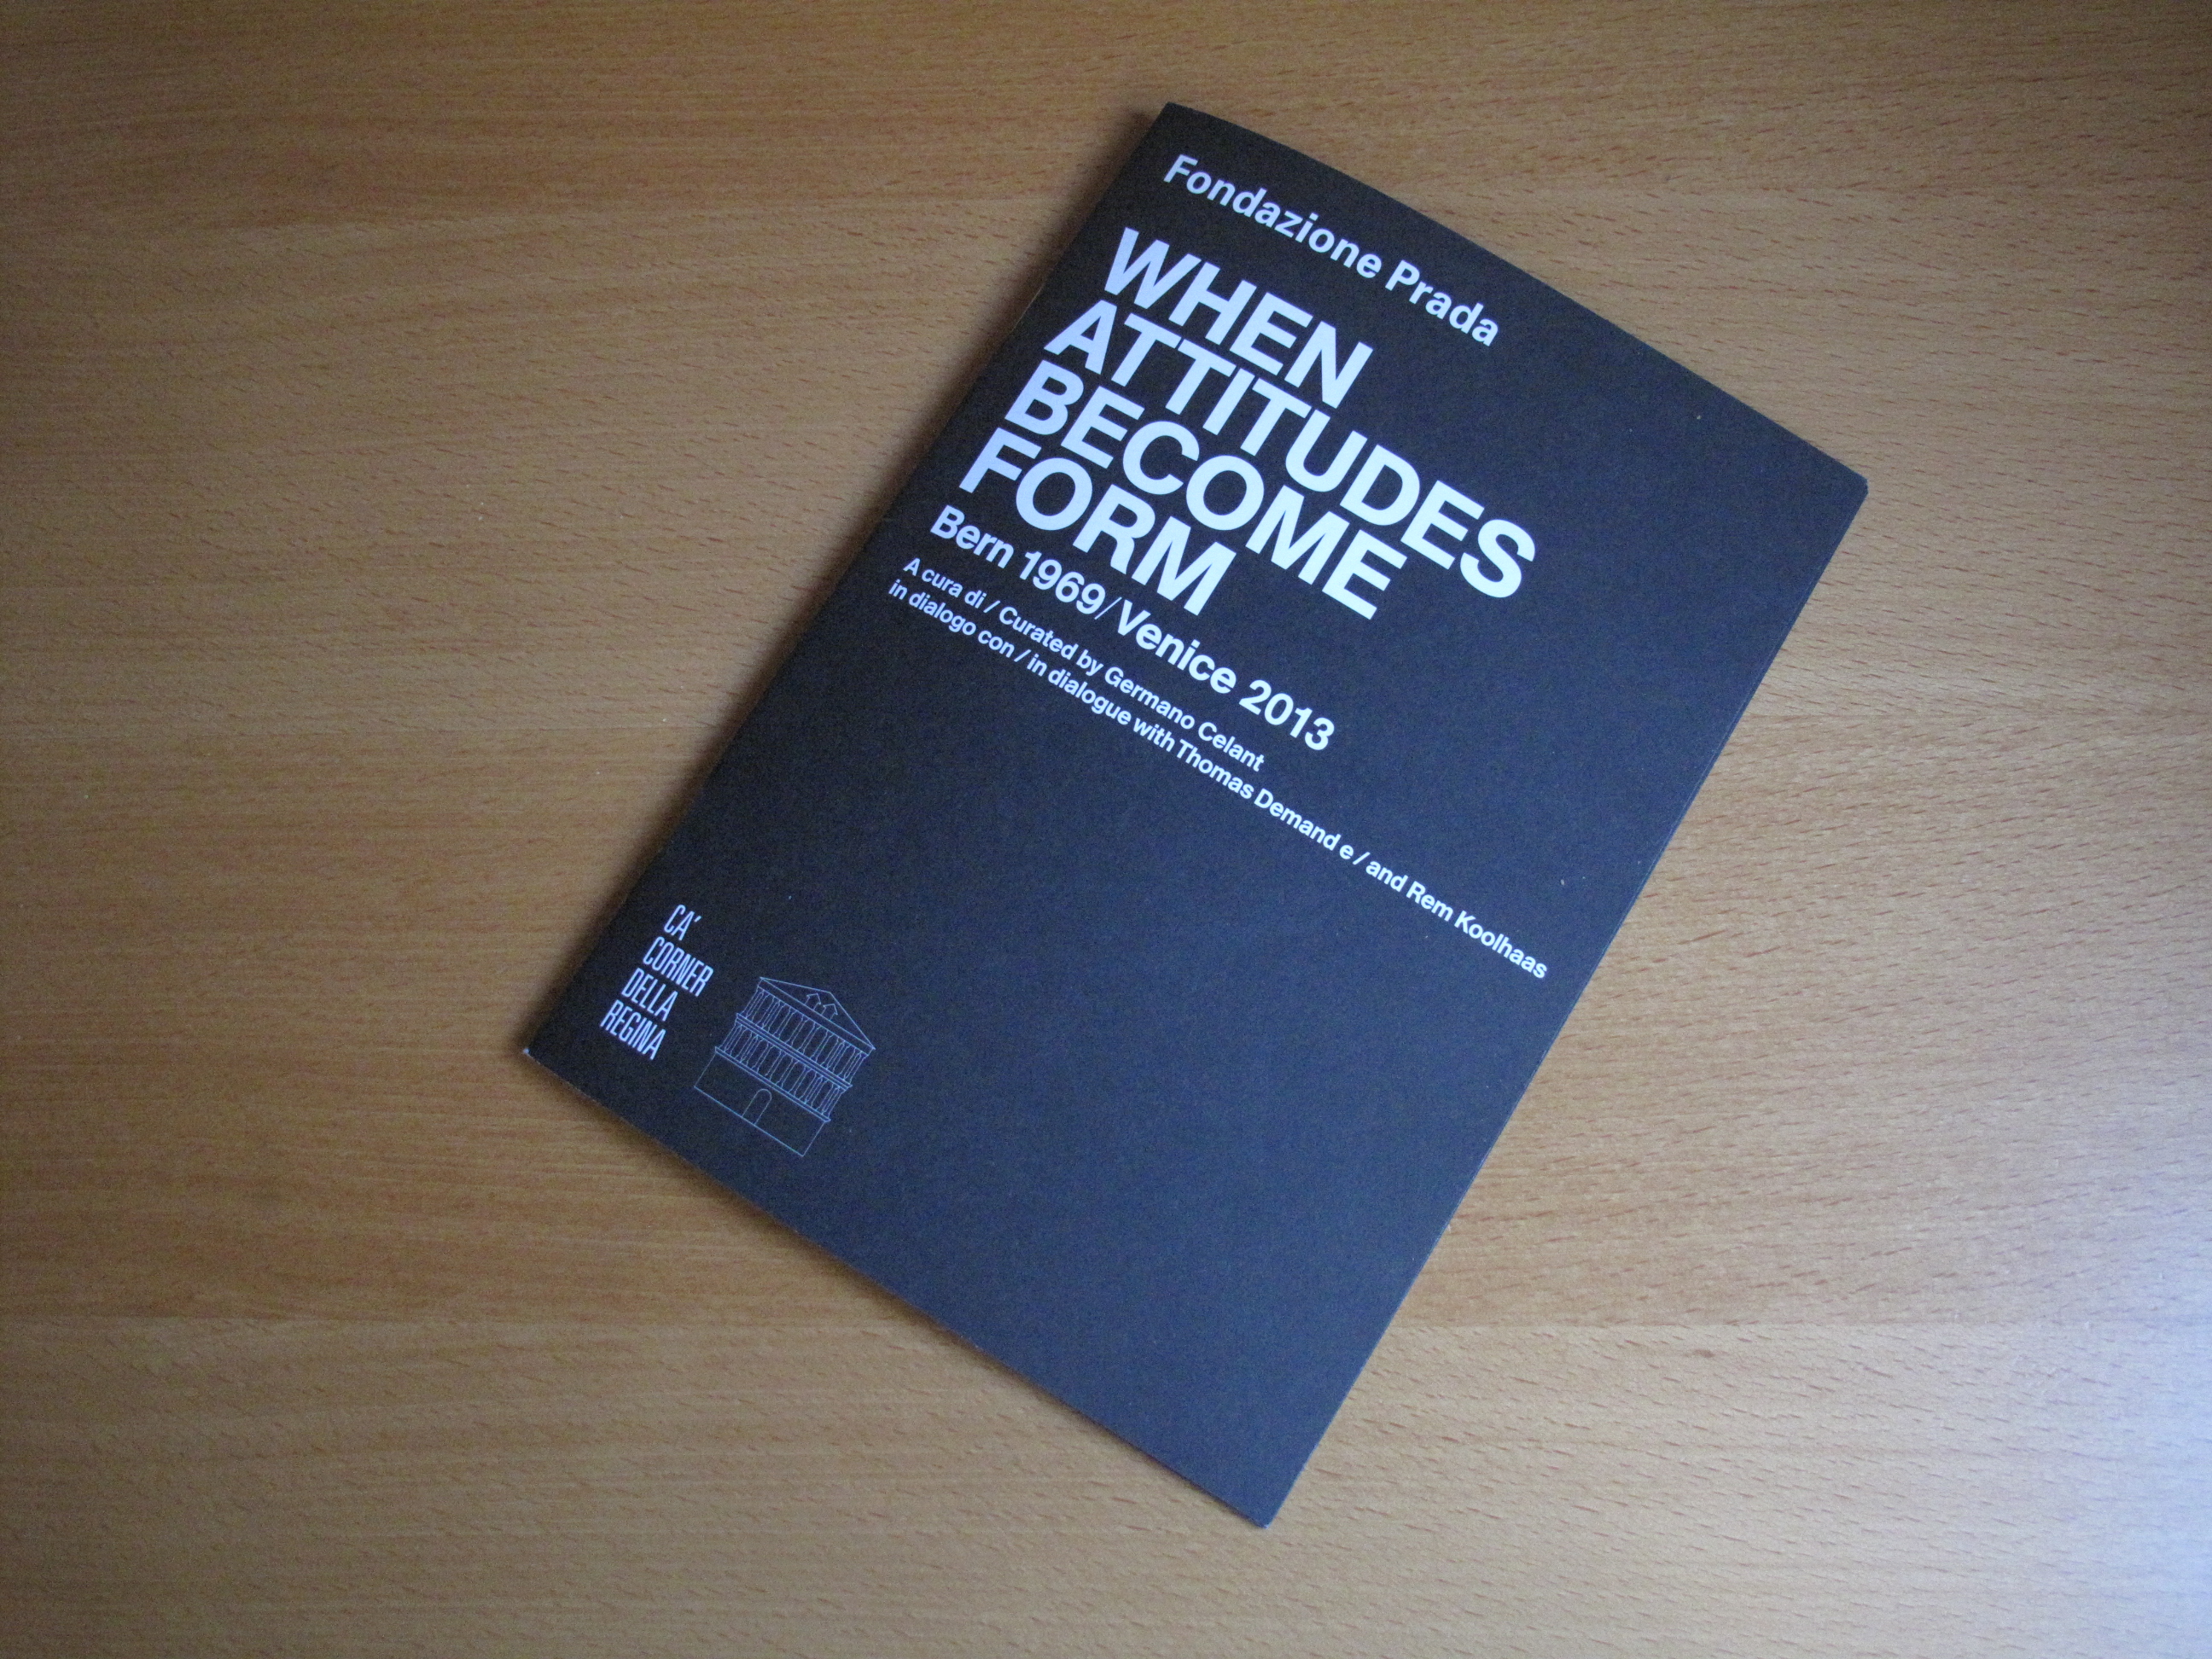 Fondazione Prada
WHEN
ATTITUDES
BECOME
FORM
Bern 1969/Venice 2013
A cura di / Curated by Germano Celant
in dialogo con / in dialogue with Thomas Demand e / and Rem Koolhaas
CA'
CORNER
DELLA
REGINA